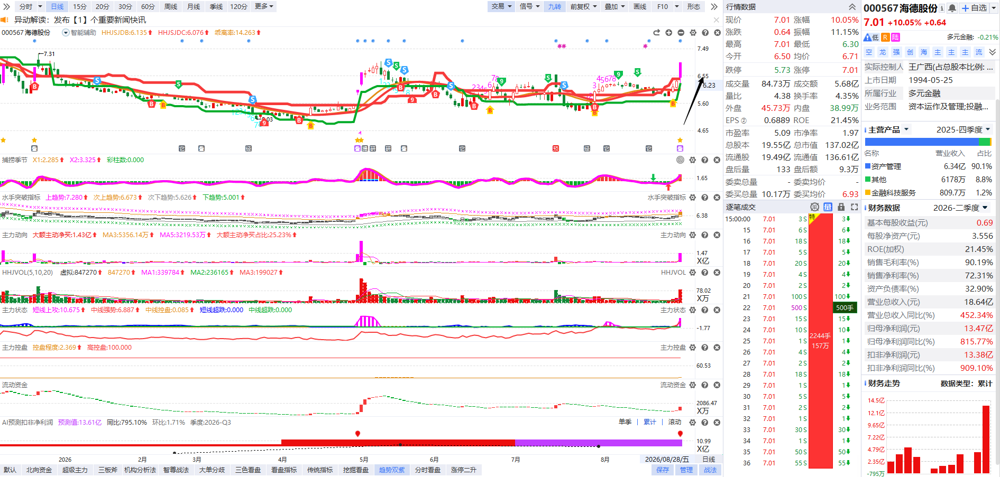 分时 日线 15分 20分 30分 60分 周线 月线 季线 120分 更多 交易 信号 九转 前复权 叠加 画线 F10 形态
异动解读：发布【1】个重要新闻快讯
000567 海德股份 智能辅助 HHJSJDB:6.135 HHJSJDC:6.076 乖离率:14.263
7.49
7.31
6.55
6.23
5.60
4.65
捕捞季节 X1:2.285 X2:3.325 彩柱数:0.000
1.65
水手突破指标 上趋势:7.280 次上趋势:6.673 次下趋势:5.626 下趋势:5.001 水手突破指标
6.38
主力动向 大额主动净买:1.43亿 MA3:5356.14万 MA5:3219.53万 大额主动净买占比:25.23% 主力动向
1.47
X亿
HHJVOL(5,10,20) 虚拟:847270 847270 MA1:339784 MA2:236165 MA3:199027 HHJVOL
78.02
X万
主力状态 短线上攻:10.675 中线强势:6.887 中线控盘:0.085 短线超跌:0.000 中线超跌:0.000 主力状态
-1.77
主力控盘 控盘程度:2.369 高控盘:100.000 主力控盘
60.53
流动资金 流动资金
2086.47
X万
AI预测扣非净利润 预测值:13.61亿 同比:795.10% 环比:1.71% 季度:2026-Q3 单季 累计 滚动
10.99
X亿
2026 2月 3月 4月 5月 6月 7月 8月 2026/08/28/五 日线
默认 北向资金 超级主力 三板斧 机构分析法 智尊战法 大单分歧 三色看盘 看盘指标 传统指标 挖掘看盘 趋势双紫 分时看盘 涨停二升 保存 管理 战法
行情数据
现价 7.01 涨幅 10.05%
涨跌 0.64 振幅 11.15%
最高 7.01 最低 6.30
今开 6.50 均价 6.71
跌停 5.73 涨停 7.01
成交量 84.73万 成交额 5.68亿
量比 4.38 换手率 4.35%
外盘 45.73万 内盘 38.99万
EPS② 0.6889 ROE 21.45%
市盈率 5.09 市净率 1.97
总股本 19.55亿 总市值 137.02亿
流通股 19.49亿 流通值 136.61亿
盘后量 133 盘后额 9.3万
委卖总量 - 委卖均价 -
委买总量 10.17万 委买均价 6.93
逐笔成交
特
15:00:00 7.01 3 S 3
15 7.01 6 S 6
16 7.01 18 S 18
17 7.01 5 S 5
18 7.01 20 S 20
19 7.01 4 S 4
20 7.01 2 S 2
21 7.01 100 S 100
22 7.01 500 S 500手
23 7.01 15 S 15
24 7.01 10 S 10
25 7.01 1 S 1
26 7.01 4 S 4
27 7.01 2 S 2
28 7.01 18 S 18
29 7.01 1 S 1
30 7.01 5 S 5
31 7.01 2 S 2
32 7.01 1 S 1
33 7.01 30 S 30
34 7.01 1 S 1
35 7.01 50 S 50
36 7.01 55 S 55
2244手
157万
000567 海德股份 自选
7.01 +10.05% +0.64
低 R 陆 多元金融: -0.21%
空 龙 强 创 海 主 主 主 流
实际控制人 王广西(占总股本比例: ...
上市日期 1994-05-25
所属行业 多元金融
业务范围 资本运作及管理;投融...
主营产品 2025-四季度
名称 营业收入 占比
资产管理 6.34亿 90.1%
其他 6178万 8.8%
金融科技服务 809.7万 1.2%
财务数据 2026-二季度
基本每股收益(元) 0.69
每股净资产(元) 3.556
ROE(加权) 21.45%
销售毛利率(%) 90.19%
销售净利率(%) 72.31%
资产负债率(%) 32.90%
营业总收入(元) 18.64亿
营业总收入同比(%) 452.34%
归母净利润(元) 13.47亿
归母净利润同比(%) 815.77%
扣非净利润(元) 13.38亿
扣非净利润同比(%) 909.10%
财务走势 数据类型：累计
14.5亿
12.1亿
9.65亿
7.22亿
4.79亿
2.35亿
-795万